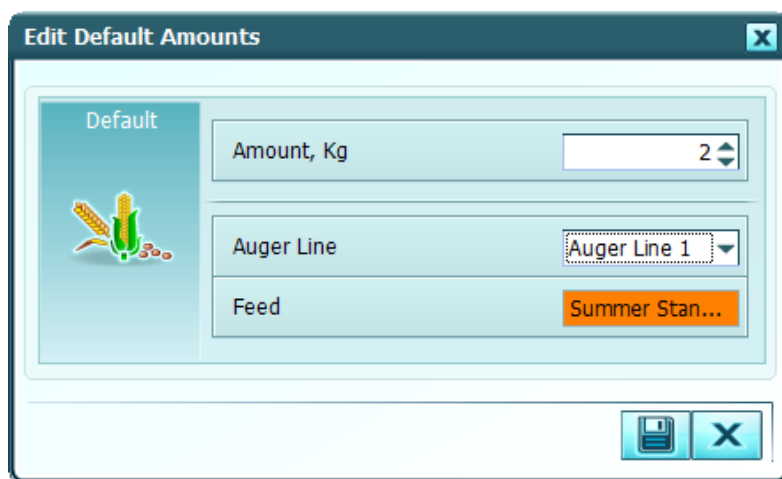 Edit Default Amounts
Default
Amount, Kg
2
Auger Line
Auger Line 1
Feed
Summer Stan...